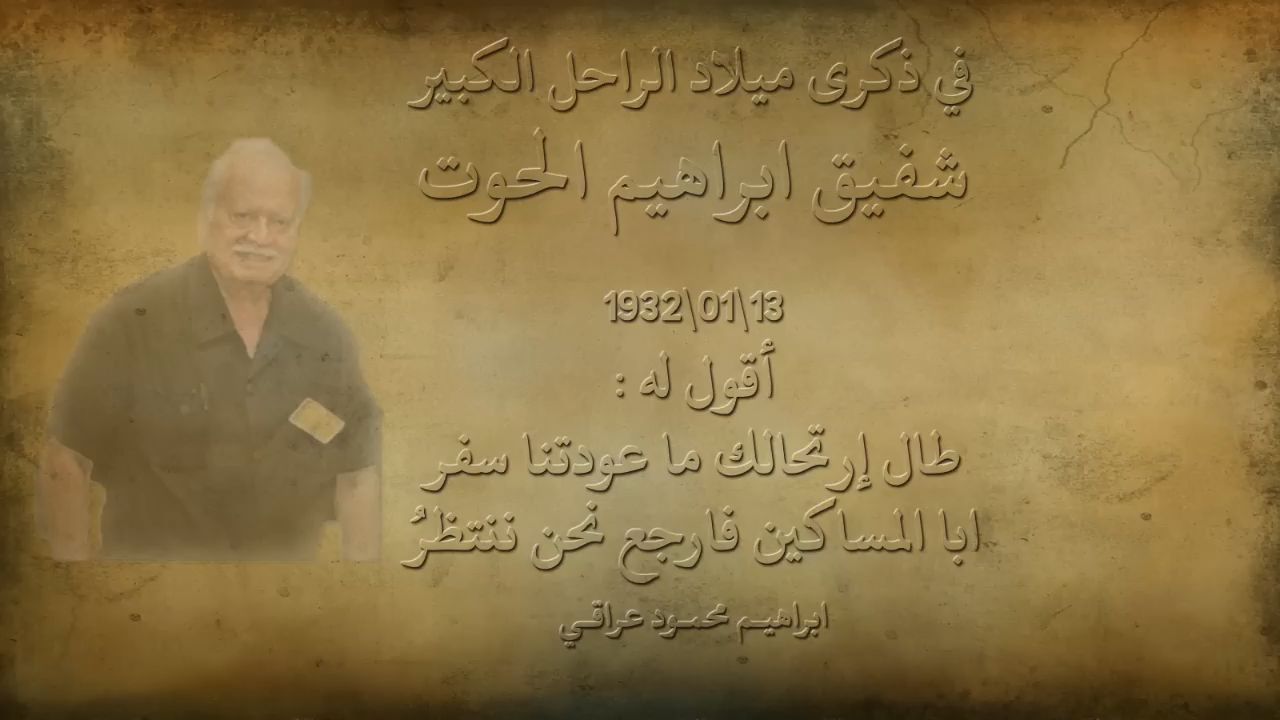 في ذكرى ميلاد الراحل الكبير
شفيق ابراهيم الحوت
13\01\1932
أقول له :
طال إرتحالك ما عودتنا سفر
ابا المساكين فارجع نحن ننتظرُ
ابراهيم محمود عراقي